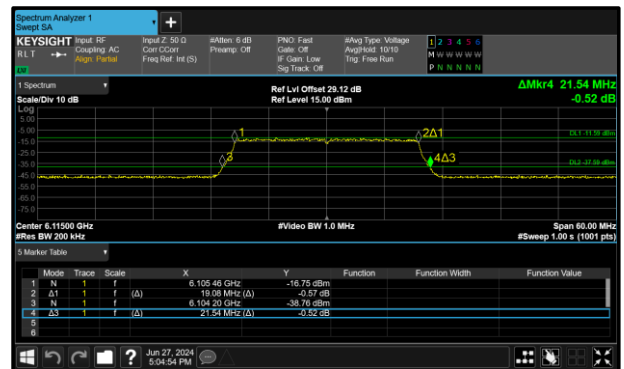 Spectrum Analyzer 1
Swept SA
+
KEYSIGHT
RLT
Input: RF
Coupling: AC
Align: Partial
Input Z: 50 Ω
Corr CCorr
Freq Ref: Int (S)
#Atten: 6 dB
Preamp: Off
PNO: Fast
Gate: Off
IF Gain: Low
Sig Track: Off
#Avg Type: Voltage
Avg|Hold: 10/10
Trig: Free Run
1 2 3 4 5 6
M W W W W W
P N N N N N
1 Spectrum
Scale/Div 10 dB
Ref Lvl Offset 29.12 dB
Ref Level 15.00 dBm
ΔMkr4 21.54 MHz
-0.52 dB
Log
5.00
-5.00
-15.0
-25.0
-35.0
-45.0
-55.0
-65.0
-75.0
1
2Δ1
3
4Δ3
DL1 -11.59 dBm
DL2 -37.59 dBm
Center 6.11500 GHz
#Res BW 200 kHz
#Video BW 1.0 MHz
Span 60.00 MHz
#Sweep 1.00 s (1001 pts)
5 Marker Table
Mode Trace Scale X Y Function Function Width Function Value
1 N 1 f 6.105 46 GHz -16.75 dBm
2 Δ1 1 f (Δ) 19.08 MHz (Δ) -0.57 dB
3 N 1 f 6.104 20 GHz -38.76 dBm
4 Δ3 1 f (Δ) 21.54 MHz (Δ) -0.52 dB
5
6
?
Jun 27, 2024
5:04:54 PM